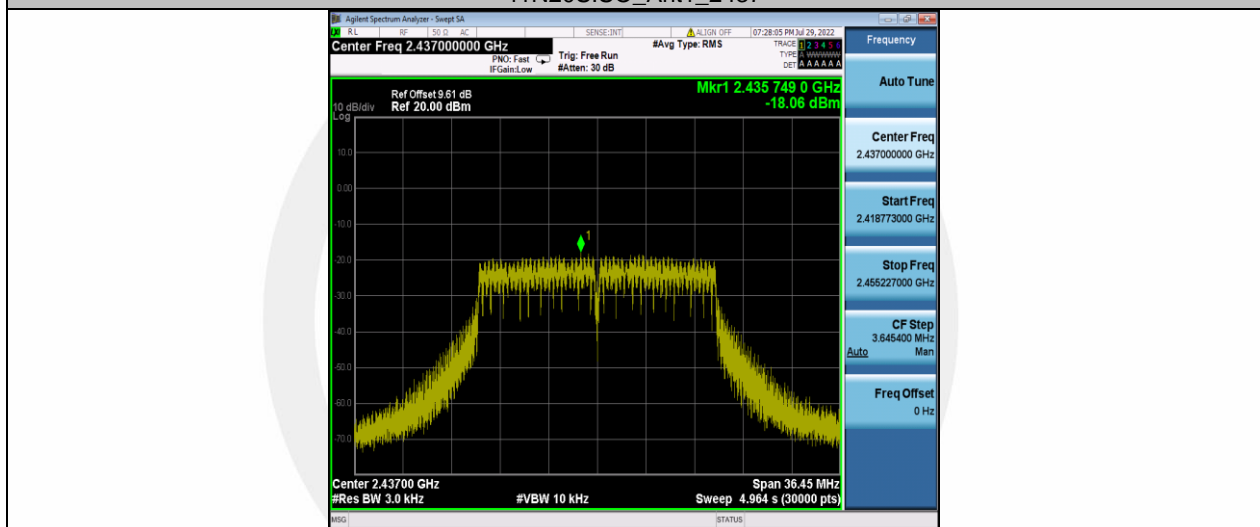 Agilent Spectrum Analyzer - Swept SA
RL RF 50 Ω AC SENSE:INT ALIGN OFF 07:28:05 PM Jul 29, 2022
Center Freq 2.437000000 GHz #Avg Type: RMS TRACE 1 2 3 4 5 6
PNO: Fast Trig: Free Run TYPE A WWWWW
IFGain:Low #Atten: 30 dB DET A A A A A A
Frequency
Mkr1 2.435 749 0 GHz
-18.06 dBm
Ref Offset 9.61 dB
10 dB/div Ref 20.00 dBm
Log
10.0
0.00
-10.0
-20.0
-30.0
-40.0
-50.0
-60.0
-70.0
1
Center 2.43700 GHz Span 36.45 MHz
#Res BW 3.0 kHz #VBW 10 kHz Sweep 4.964 s (30000 pts)
MSG STATUS
Auto Tune
Center Freq
2.437000000 GHz
Start Freq
2.418773000 GHz
Stop Freq
2.455227000 GHz
CF Step
3.645400 MHz
Auto Man
Freq Offset
0 Hz